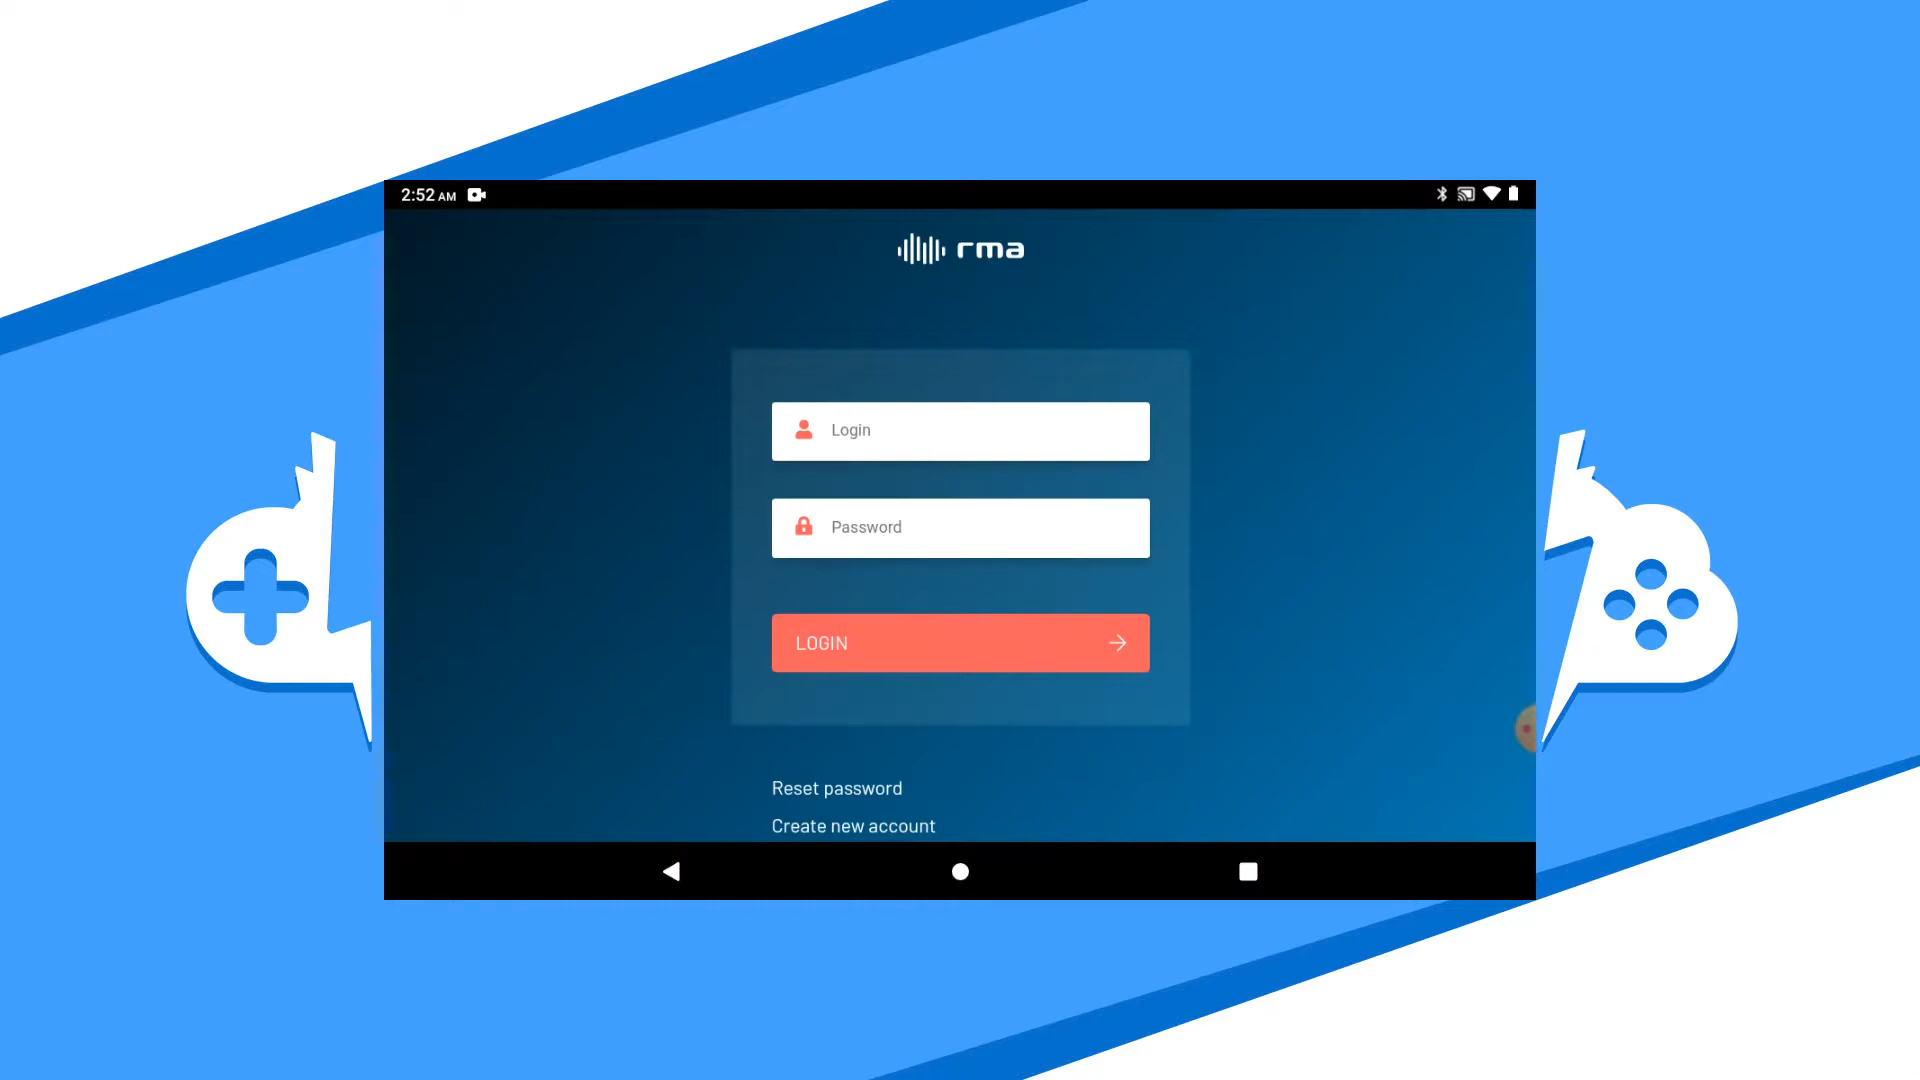 2:52 AM
rma
Login
Password
LOGIN
Reset password
Create new account